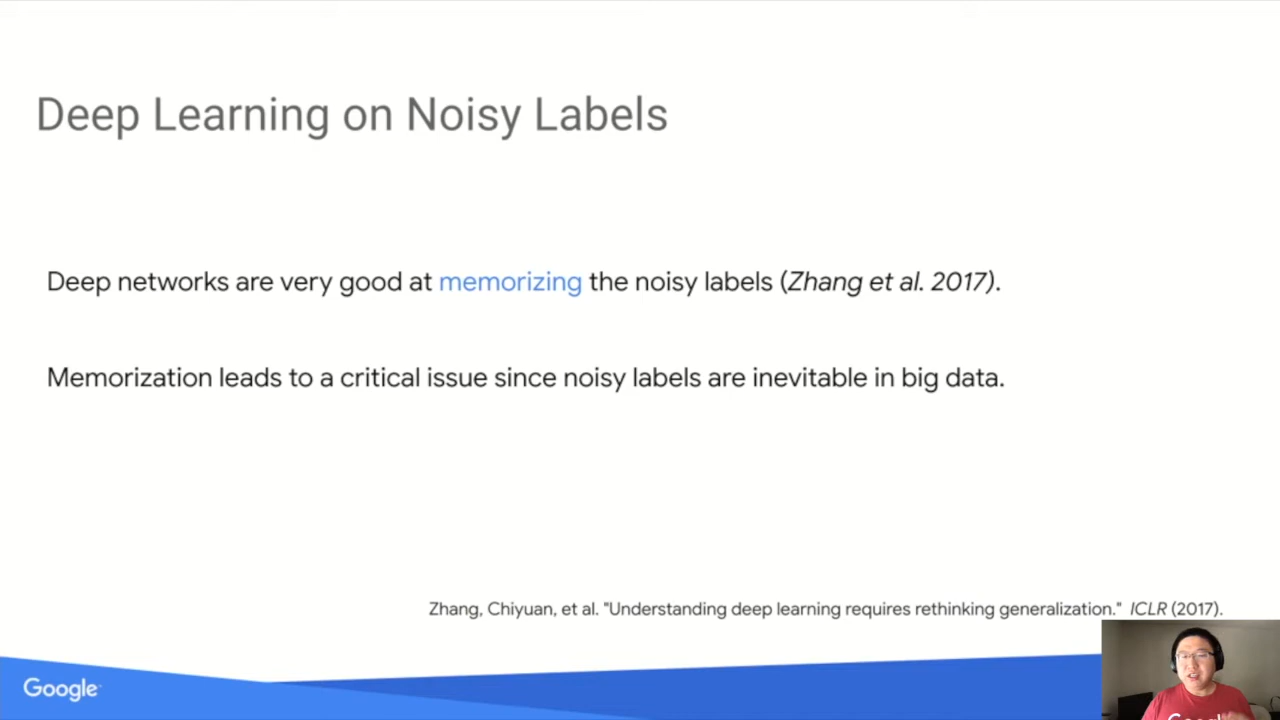 Deep Learning on Noisy Labels
Deep networks are very good at memorizing the noisy labels (Zhang et al. 2017).
Memorization leads to a critical issue since noisy labels are inevitable in big data.
Zhang, Chiyuan, et al. "Understanding deep learning requires rethinking generalization." ICLR (2017).
Google